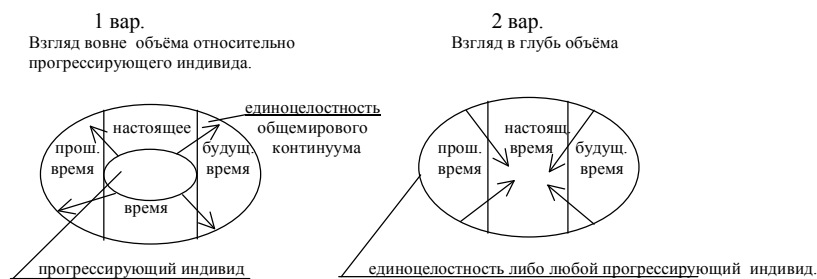 1 вар.
Взгляд вовне объёма относительно
прогрессирующего индивида.
настоящее
прош.
время
будущ.
время
время
единоцелостность
общемирового
континуума
прогрессирующий индивид
2 вар.
Взгляд в глубь объёма
настоящ.
прош.
время
время
будущ.
время
единоцелостность либо любой прогрессирующий индивид.